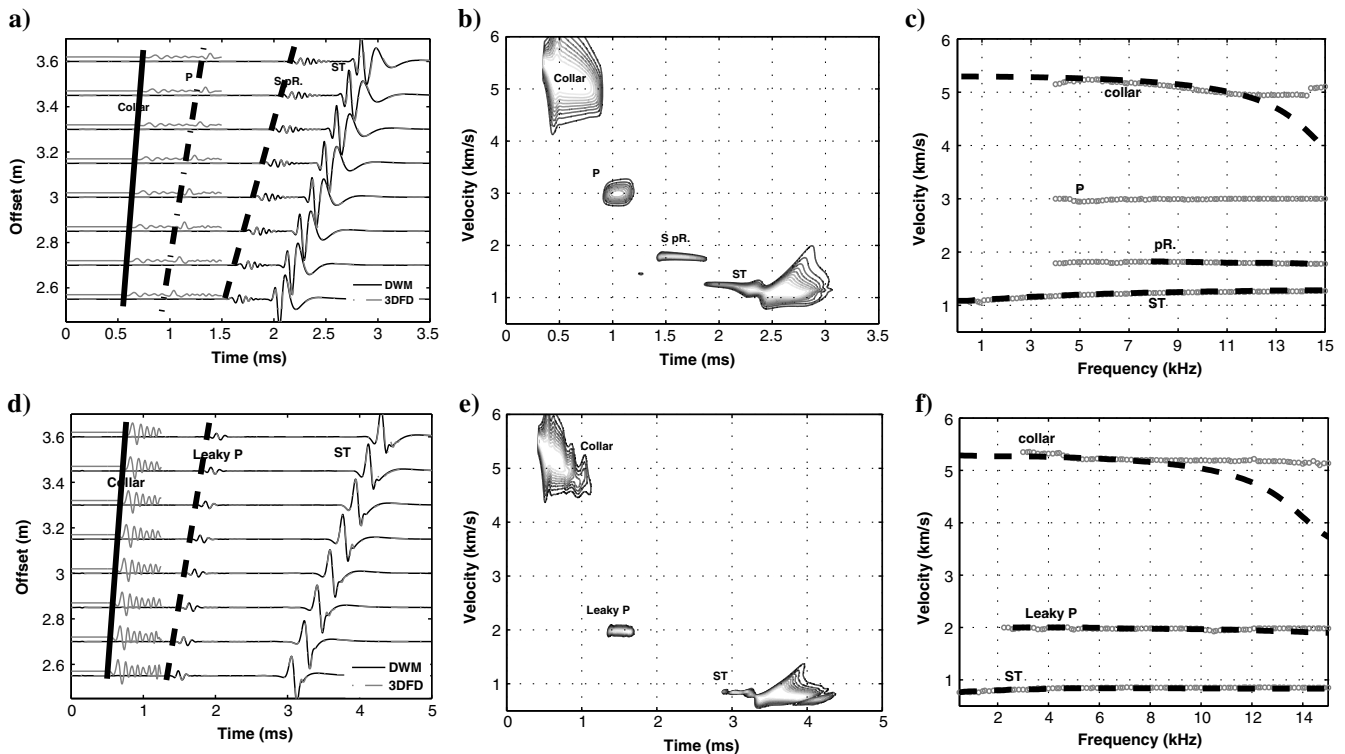 a)
3.6
3.4
3.2
3
2.8
2.6
Offset (m)
Collar
P
S pR.
ST
DWM
3DFD
0 0.5 1 1.5 2 2.5 3 3.5
Time (ms)
b)
6
5
4
3
2
1
Velocity (km/s)
Collar
P
S pR.
ST
0 0.5 1 1.5 2 2.5 3 3.5
Time (ms)
c)
6
5
4
3
2
1
Velocity (km/s)
collar
P
pR.
ST
1 3 5 7 9 11 13 15
Frequency (kHz)
d)
3.6
3.4
3.2
3
2.8
2.6
Offset (m)
Leaky P
ST
Collar
DWM
3DFD
0 1 2 3 4 5
Time (ms)
e)
6
5
4
3
2
1
Velocity (km/s)
Collar
Leaky P
ST
0 1 2 3 4 5
Time (ms)
f)
6
5
4
3
2
1
Velocity (km/s)
collar
Leaky P
ST
2 4 6 8 10 12 14
Frequency (kHz)